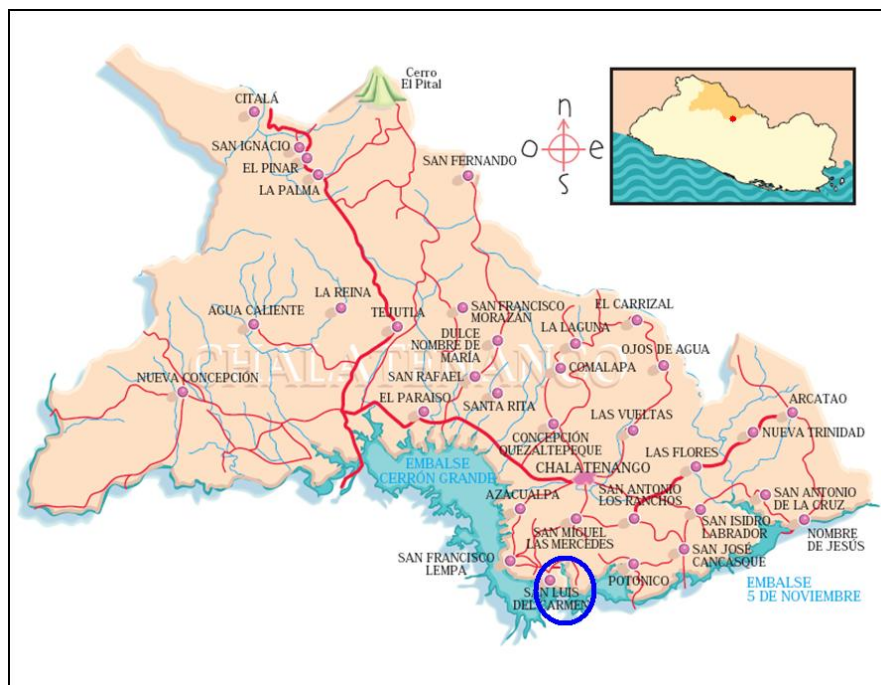 Cerro
El Pital
CITALÁ
n
SAN IGNACIO
o e
EL PINAR
SAN FERNANDO
s
LA PALMA
LA REINA
SAN FRANCISCO
MORAZÁN
EL CARRIZAL
AGUA CALIENTE
TEJUTLA
LA LAGUNA
DULCE
NOMBRE DE
MARÍA
OJOS DE AGUA
CHALATENANGO
COMALAPA
NUEVA CONCEPCIÓN
SAN RAFAEL
EL PARAISO
SANTA RITA
ARCATAO
LAS VUELTAS
NUEVA TRINIDAD
CONCEPCIÓN
QUEZALTEPEQUE
LAS FLORES
EMBALSE
CERRÓN GRANDE
CHALATENANGO
AZACUALPA
SAN ANTONIO
LOS RANCHOS
SAN ANTONIO
DE LA CRUZ
SAN MIGUEL
LAS MERCEDES
SAN ISIDRO
LABRADOR
NOMBRE
DE JESÚS
SAN FRANCISCO
LEMPA
SAN JOSÉ
CANCASQUE
POTONICO
EMBALSE
5 DE NOVIEMBRE
SAN LUIS
DEL CARMEN